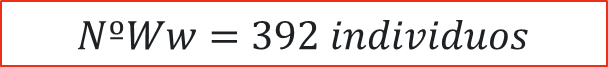 NºWw = 392 individuos